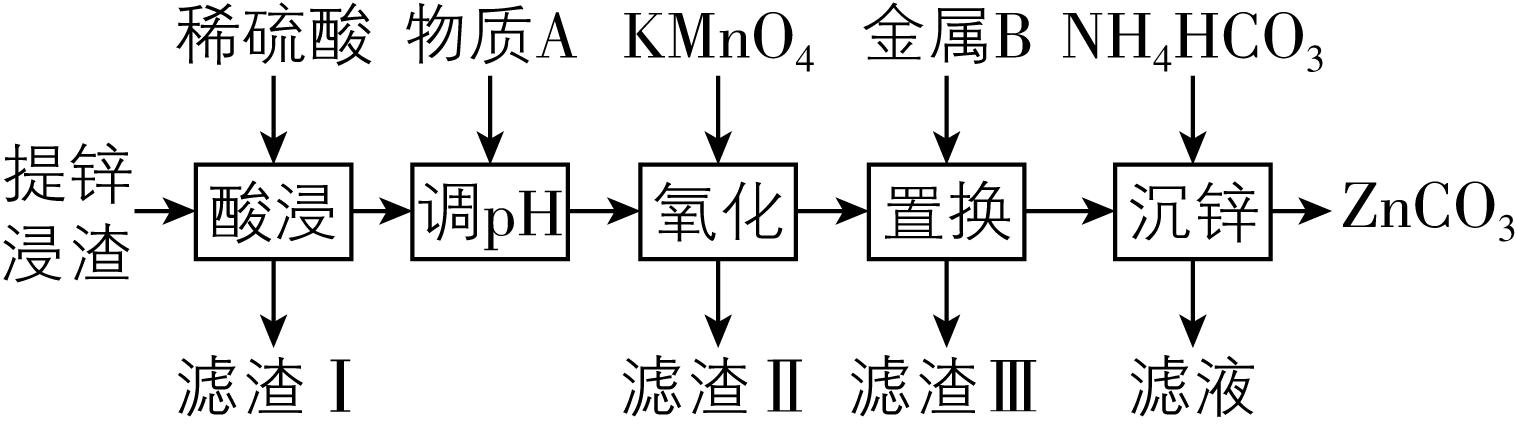 稀硫酸 物质A KMnO₄ 金属B NH₄HCO₃
提锌浸渣
酸浸 调pH 氧化 置换 沉锌 ZnCO₃
滤渣Ⅰ 滤渣Ⅱ 滤渣Ⅲ 滤液